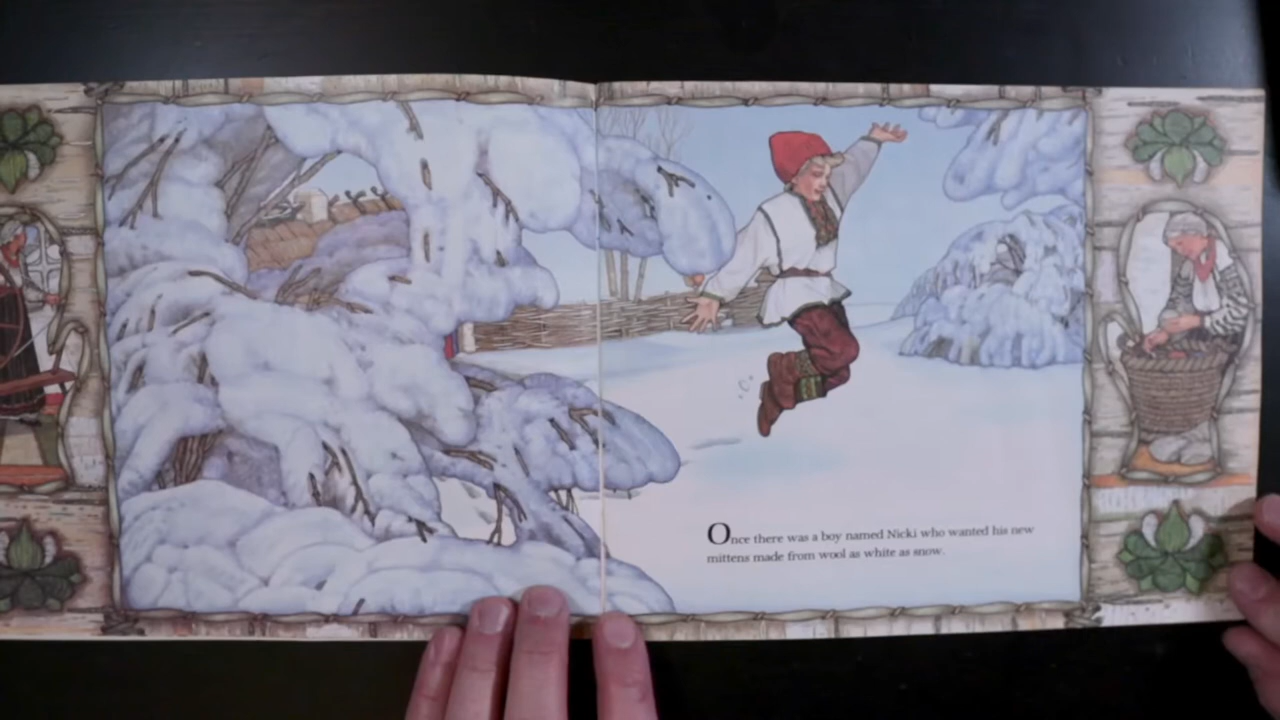 Once there was a boy named Nicki who wanted his new
mittens made from wool as white as snow.